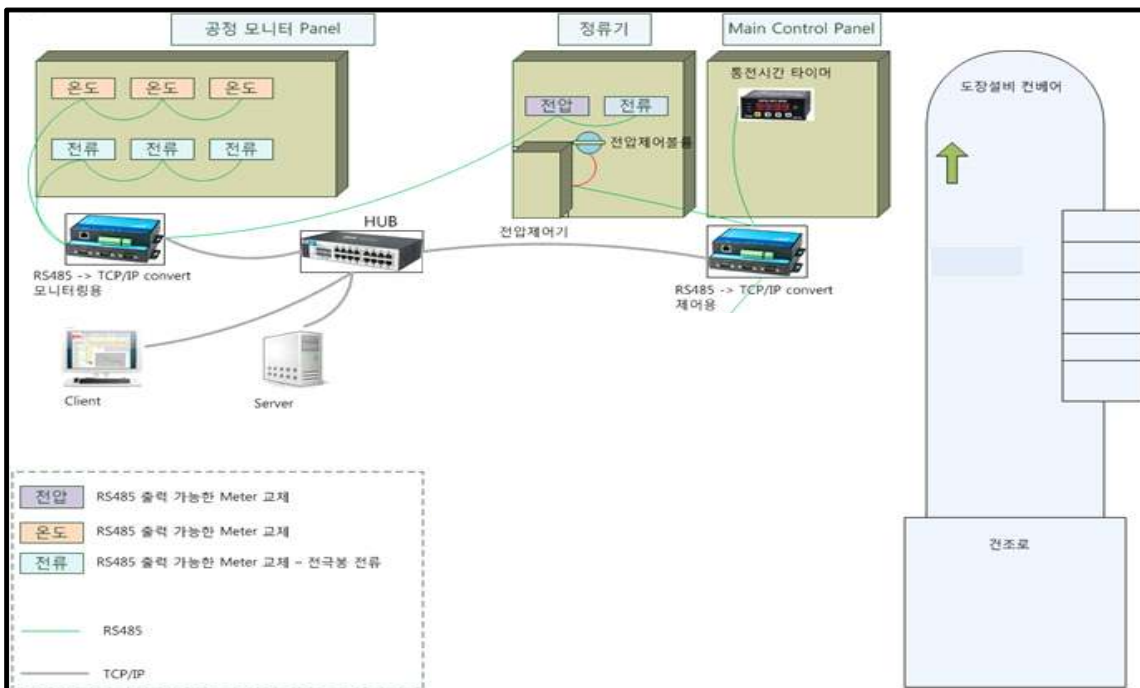 공정 모니터 Panel
정류기
Main Control Panel
온도 온도 온도
전류 전류 전류
전압 전류
전압제어볼륨
전압제어기
통전시간 타이머
도장설비 컨베어
HUB
RS485 -> TCP/IP convert
모니터링용
RS485 -> TCP/IP convert
제어용
Client
Server
건조로
전압 RS485 출력 가능한 Meter 교체
온도 RS485 출력 가능한 Meter 교체
전류 RS485 출력 가능한 Meter 교체 – 전극봉 전류
RS485
TCP/IP